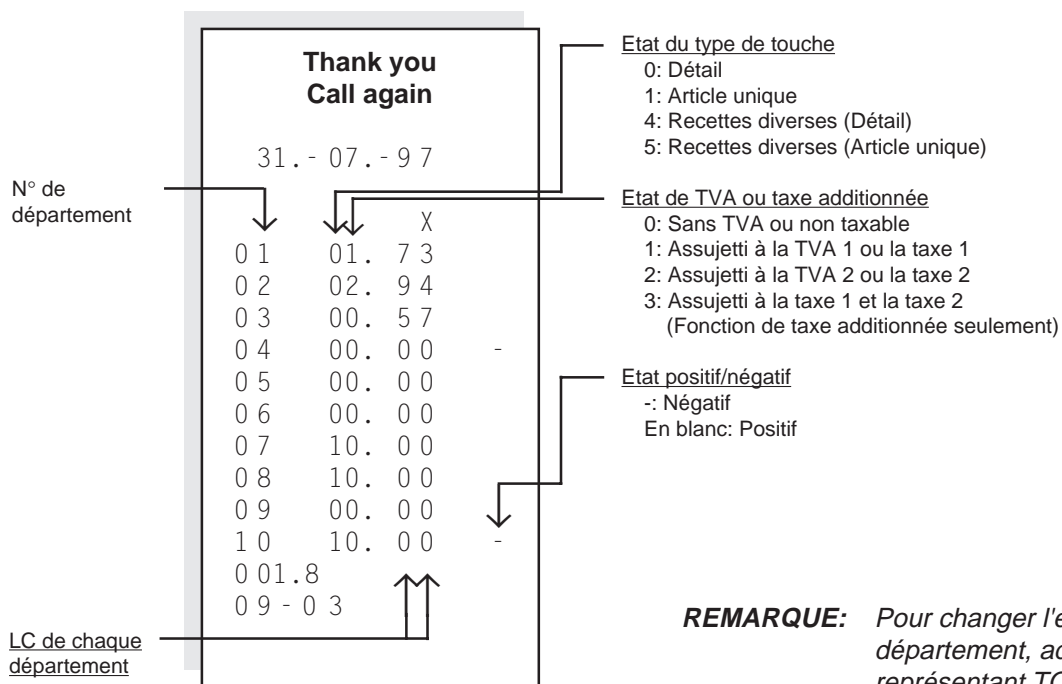 Thank you
Call again
31.-07.-97
X
01 01. 73
02 02. 94
03 00. 57
04 00. 00 -
05 00. 00
06 00. 00
07 10. 00
08 10. 00
09 00. 00
10 10. 00 -
001.8
09-03
N° de
département
LC de chaque
département
Etat du type de touche
0: Détail
1: Article unique
4: Recettes diverses (Détail)
5: Recettes diverses (Article unique)
Etat de TVA ou taxe additionnée
0: Sans TVA ou non taxable
1: Assujetti à la TVA 1 ou la taxe 1
2: Assujetti à la TVA 2 ou la taxe 2
3: Assujetti à la taxe 1 et la taxe 2
(Fonction de taxe additionnée seulement)
Etat positif/négatif
-: Négatif
En blanc: Positif
REMARQUE: Pour changer
département,
représentant